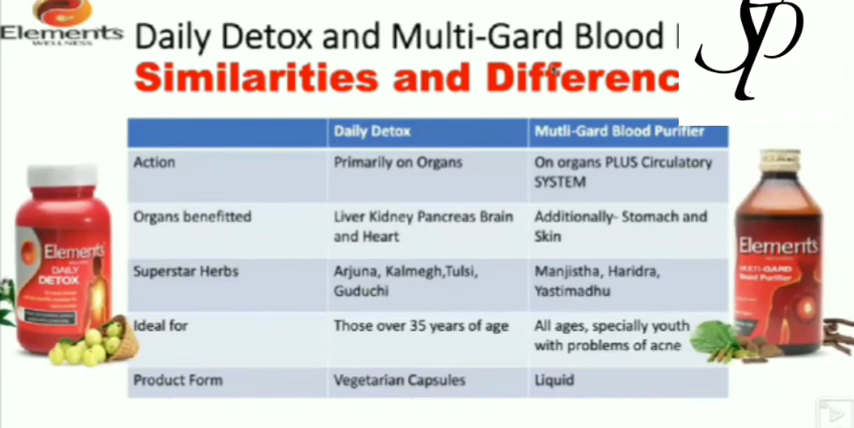 Elements
WELLNESS
Daily Detox and Multi-Gard Blood
Similarities and Differenc
Daily Detox
Mutli-Gard Blood Purifier
Action
Primarily on Organs
On organs PLUS Circulatory
SYSTEM
Organs benefitted
Liver Kidney Pancreas Brain
and Heart
Additionally- Stomach and
Skin
Superstar Herbs
Arjuna, Kalmegh,Tulsi,
Guduchi
Manjistha, Haridra,
Yastimadhu
Ideal for
Those over 35 years of age
All ages, specially youth
with problems of acne
Product Form
Vegetarian Capsules
Liquid
Elements
DAILY
DETOX
Elements
MULTI-GARD
Blood Purifier